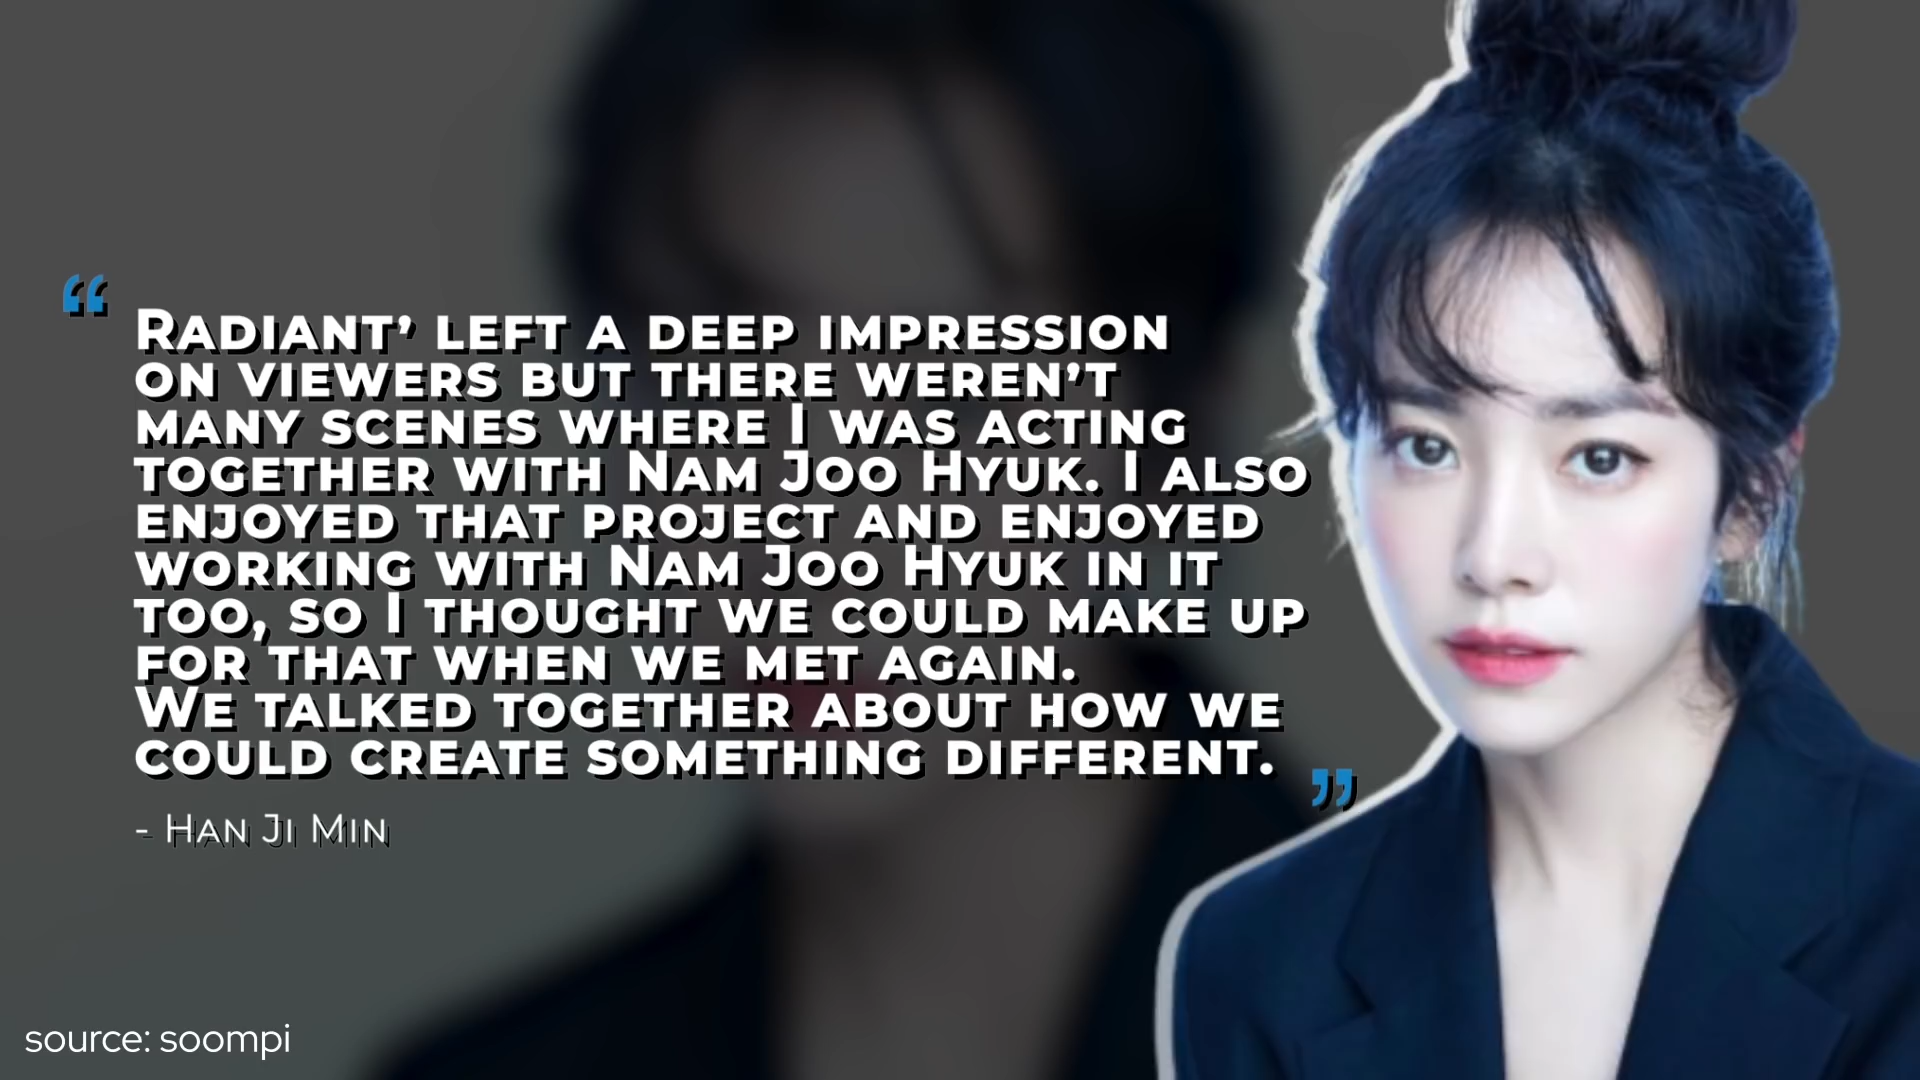 “ Radiant’ left a deep impression
on viewers but there weren’t
many scenes where I was acting
together with Nam Joo Hyuk. I also
enjoyed that project and enjoyed
working with Nam Joo Hyuk in it
too, so I thought we could make up
for that when we met again.
We talked together about how we
could create something different. ”
- Han Ji Min
source: soompi